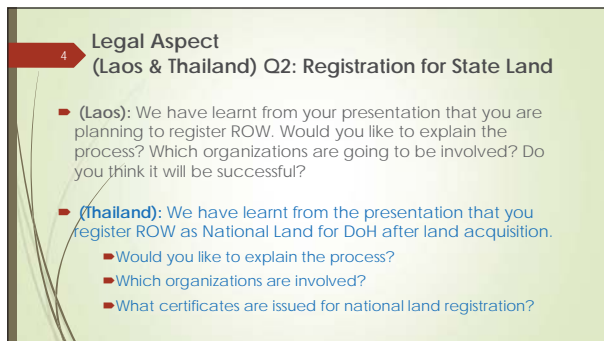 4
Legal Aspect
(Laos & Thailand) Q2: Registration for State Land
(Laos): We have learnt from your presentation that you are
planning to register ROW. Would you like to explain the
process? Which organizations are going to be involved? Do
you think it will be successful?
(Thailand): We have learnt from the presentation that you
register ROW as National Land for DoH after land acquisition.
Would you like to explain the process?
Which organizations are involved?
What certificates are issued for national land registration?